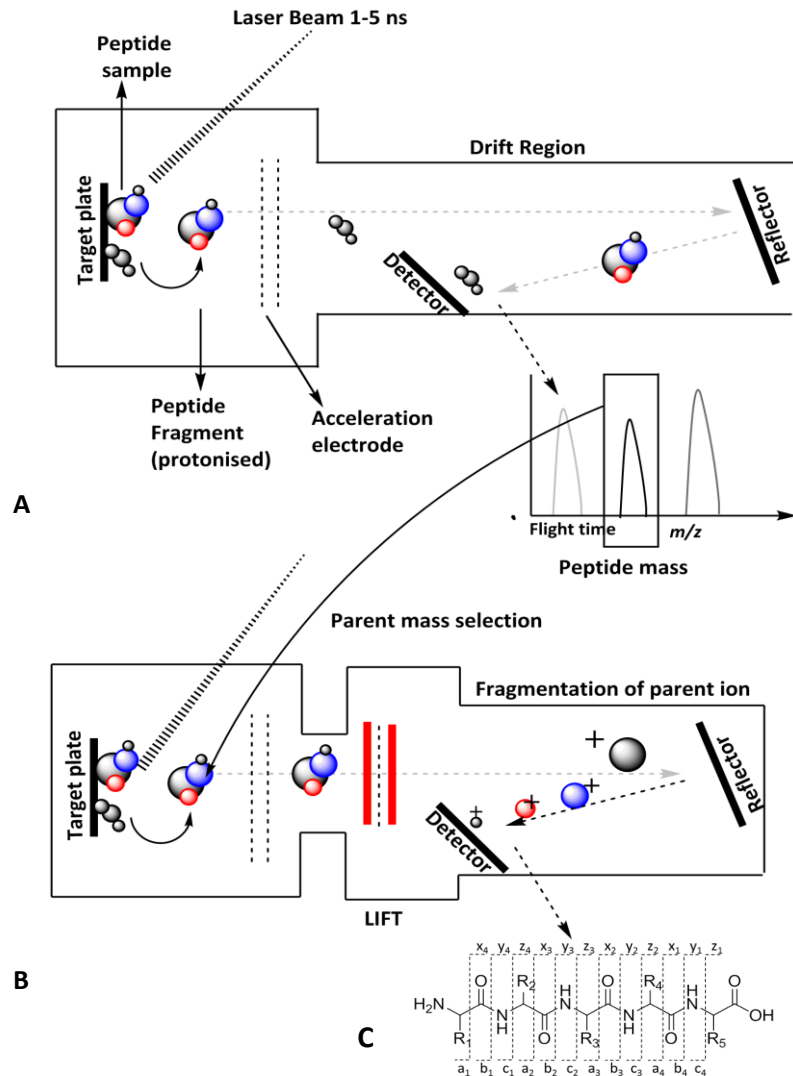 Laser Beam 1-5 ns
Peptide
sample
Drift Region
Target plate
Reflector
Detector
Peptide
Fragment
(protonised)
Acceleration
electrode
A
Flight time
m/z
Peptide mass
Parent mass selection
Fragmentation of parent ion
Target plate
Reflector
+
+
+
+
Detector
LIFT
B
x4 y4 z4 x3 y3 z3 x2 y2 z2 x1 y1 z1
O R2 H N O R4 H N O
H2N N H O N H O OH
R1 R3 R5
C
a1 b1 c1 a2 b2 c2 a3 b3 c3 a4 b4 c4